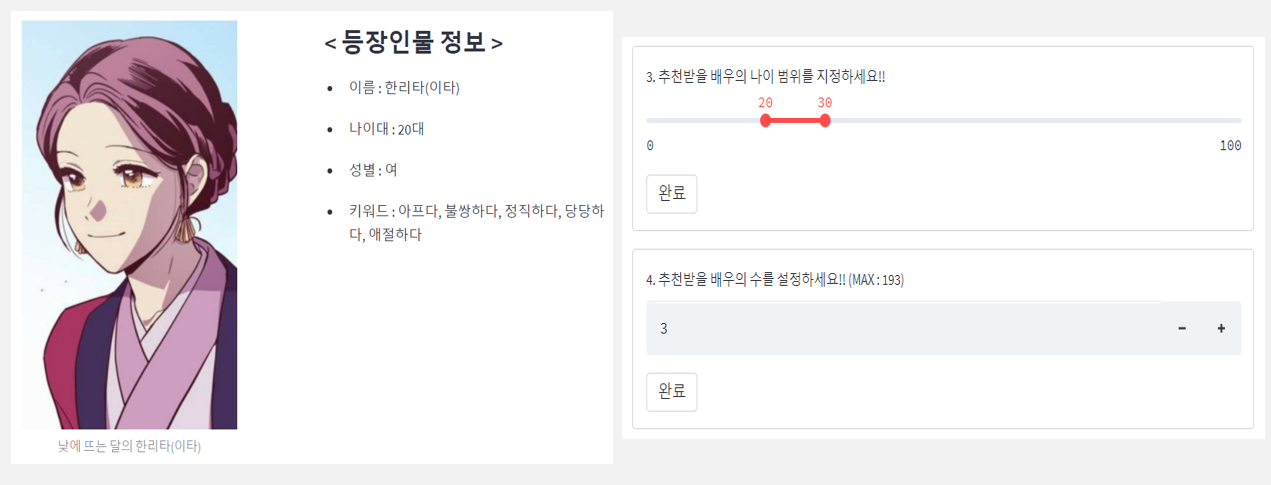 < 등장인물 정보 >
• 이름 : 한리타(이타)
• 나이대 : 20대
• 성별 : 여
• 키워드 : 아프다, 불쌍하다, 정직하다, 당당하
다, 애절하다
낮에 뜨는 달의 한리타(이타)
3. 추천받을 배우의 나이 범위를 지정하세요!!
20 30
0 100
완료
4. 추천받을 배우의 수를 설정하세요!! (MAX : 193)
3 − +
완료